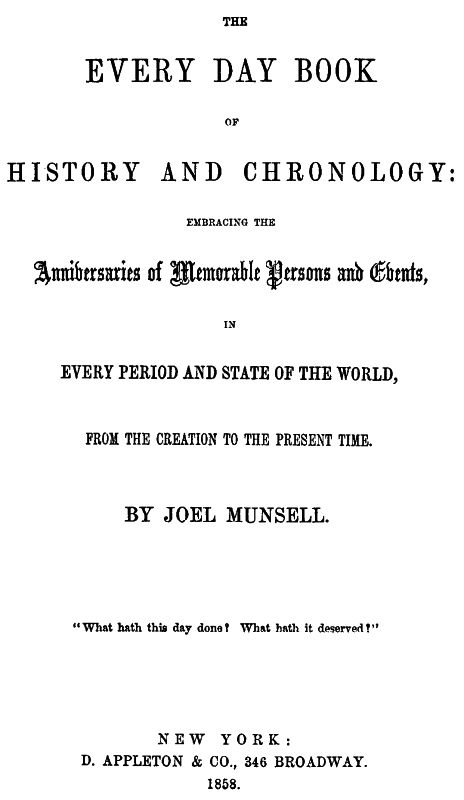 THE
EVERY DAY BOOK
OF
HISTORY AND CHRONOLOGY:
EMBRACING THE
Anniversaries of Memorable Persons and Events,
IN
EVERY PERIOD AND STATE OF THE WORLD,
FROM THE CREATION TO THE PRESENT TIME.
BY JOEL MUNSELL.
"What hath this day done? What hath it deserved?"
NEW YORK:
D. APPLETON & CO., 346 BROADWAY.
1858.